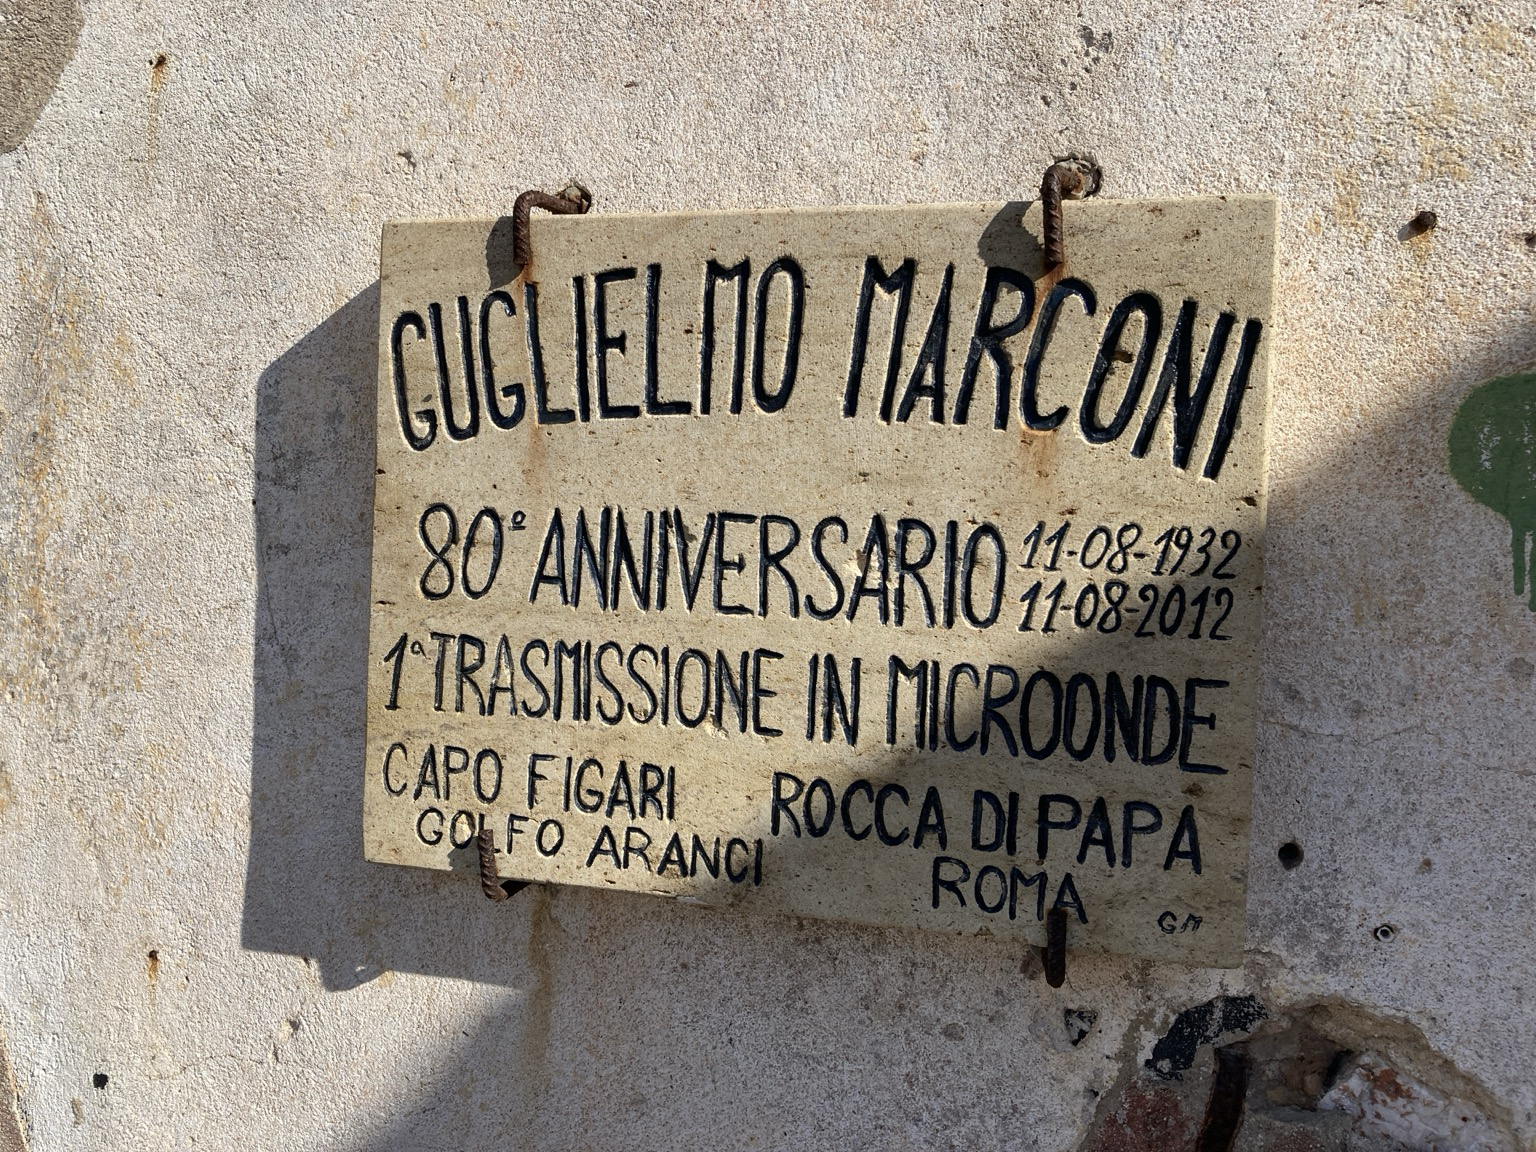 GUGLIELMO MARCONI
80º ANNIVERSARIO 11-08-1932
11-08-2012
1ª TRASMISSIONE IN MICROONDE
CAPO FIGARI ROCCA DI PAPA
GOLFO ARANCI ROMA
GM